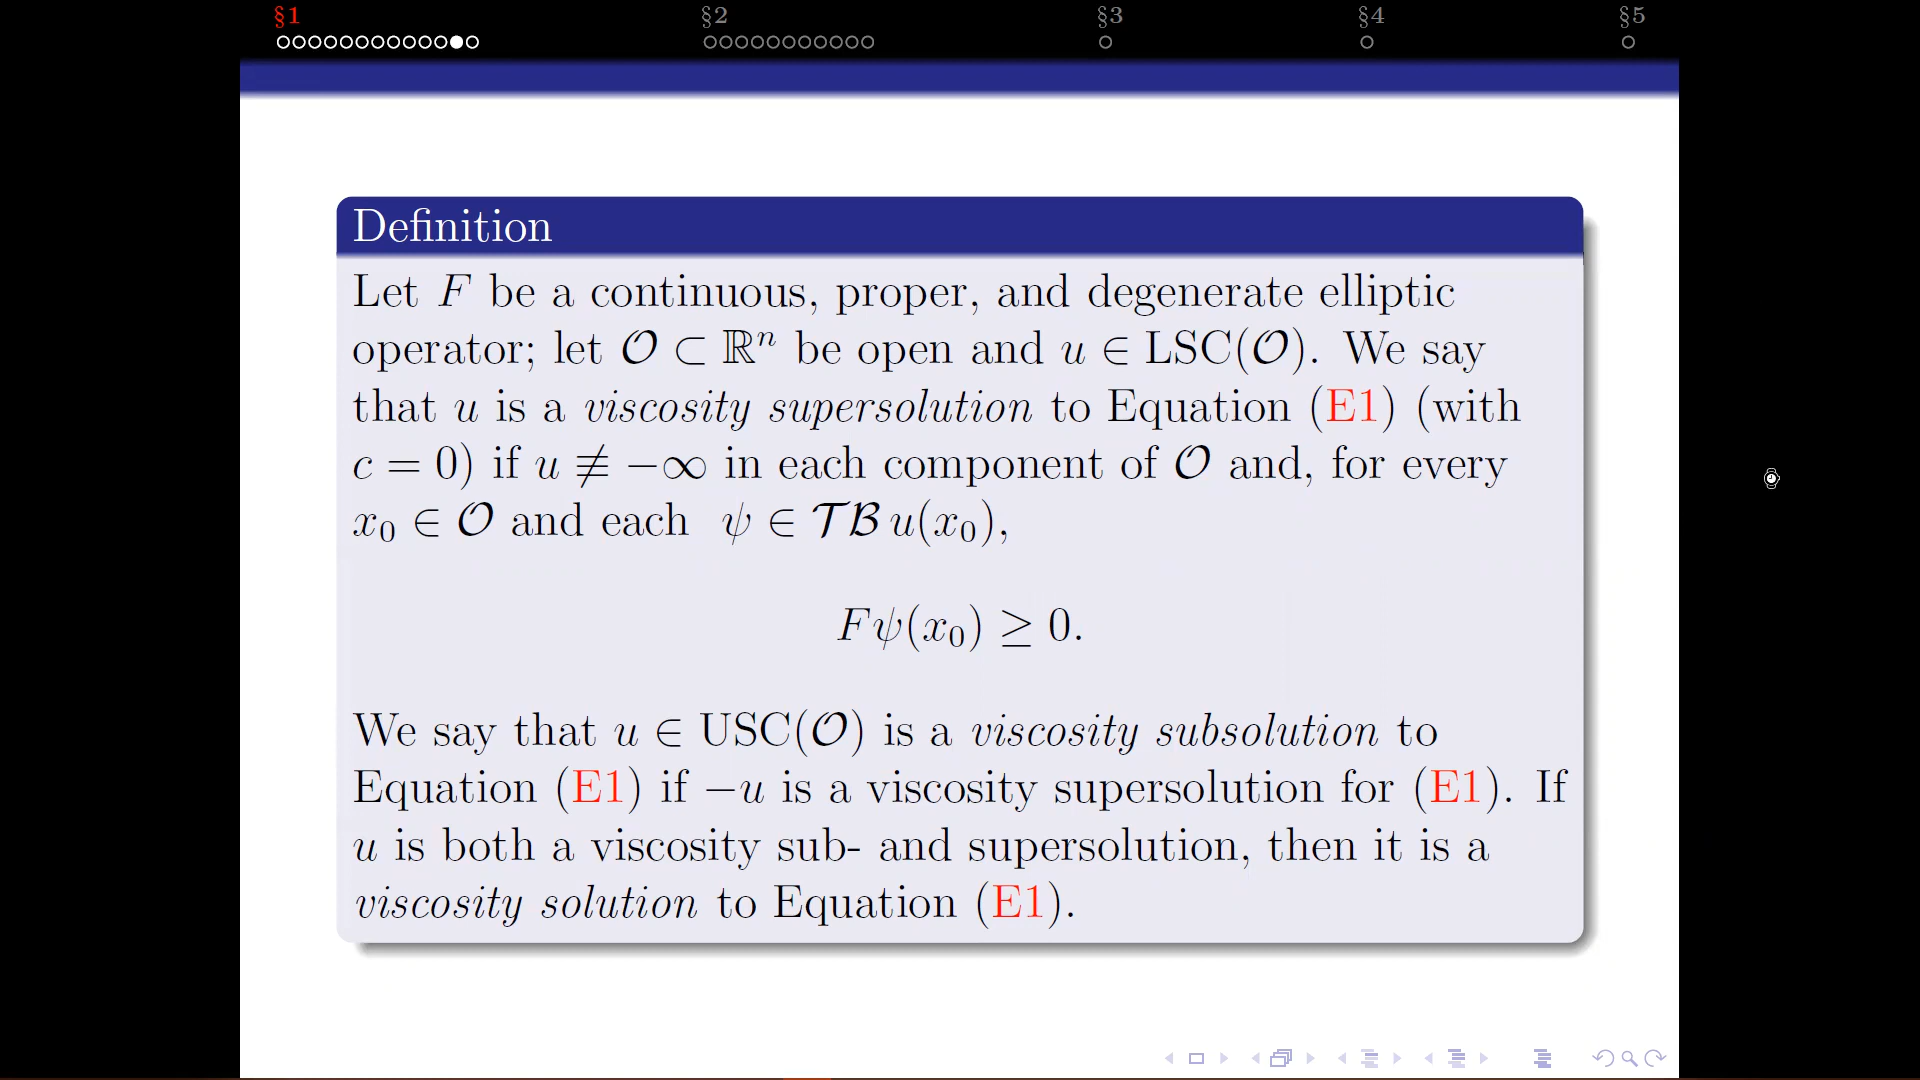 §1 §2 §3 §4 §5
Definition
Let F be a continuous, proper, and degenerate elliptic
operator; let 𝒪 ⊂ ℝⁿ be open and u ∈ LSC(𝒪). We say
that u is a viscosity supersolution to Equation (E1) (with
c = 0) if u ≢ −∞ in each component of 𝒪 and, for every
x₀ ∈ 𝒪 and each ψ ∈ 𝒯ℬ u(x₀),
Fψ(x₀) ≥ 0.
We say that u ∈ USC(𝒪) is a viscosity subsolution to
Equation (E1) if −u is a viscosity supersolution for (E1). If
u is both a viscosity sub- and supersolution, then it is a
viscosity solution to Equation (E1).